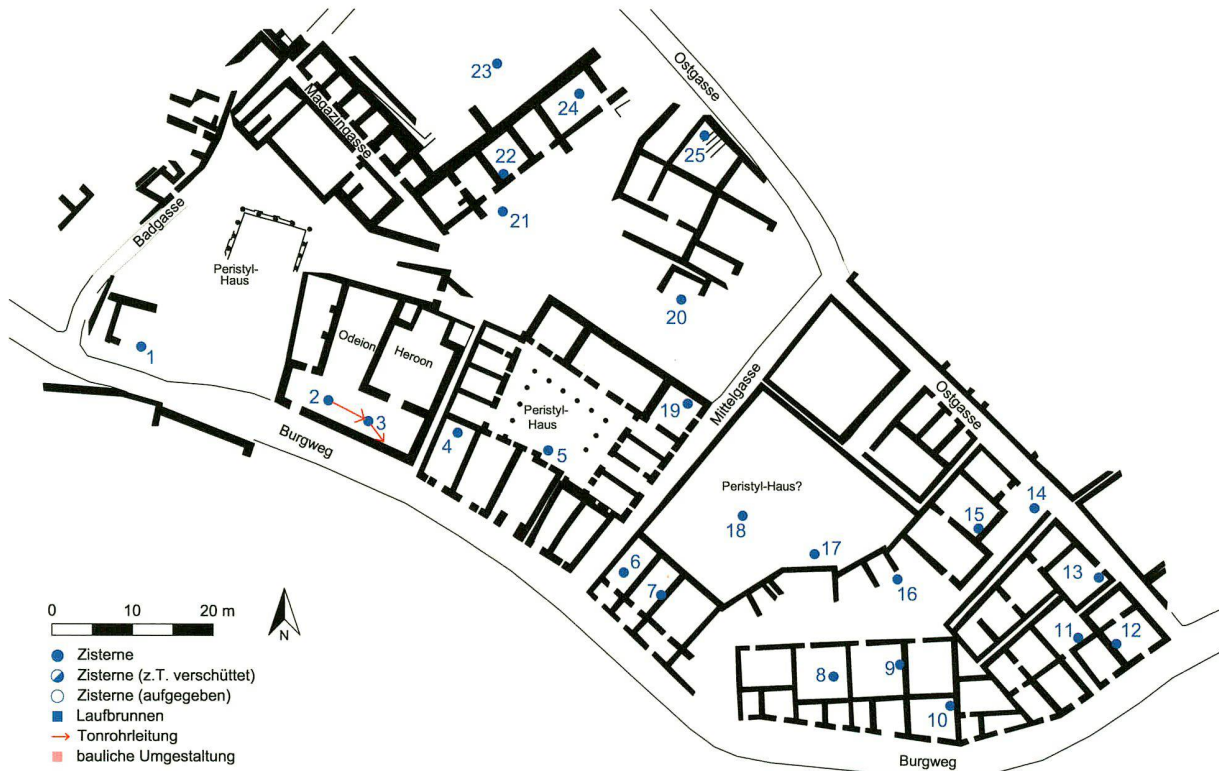 Ostgasse
23
24
Magazingasse
22
25
21
Badgasse
Peristyl-
Haus
20
1
Odeion
Heroon
2
3
4
Peristyl-
Haus
5
19
Mittelgasse
Ostgasse
Burgweg
Peristyl-Haus?
18
17
14
15
16
6
7
13
11
12
8
9
10
Burgweg
0 20 m
N
Zisterne
Zisterne (z.T. verschüttet)
Zisterne (aufgegeben)
Laufbrunnen
Tonrohrleitung
bauliche Umgestaltung